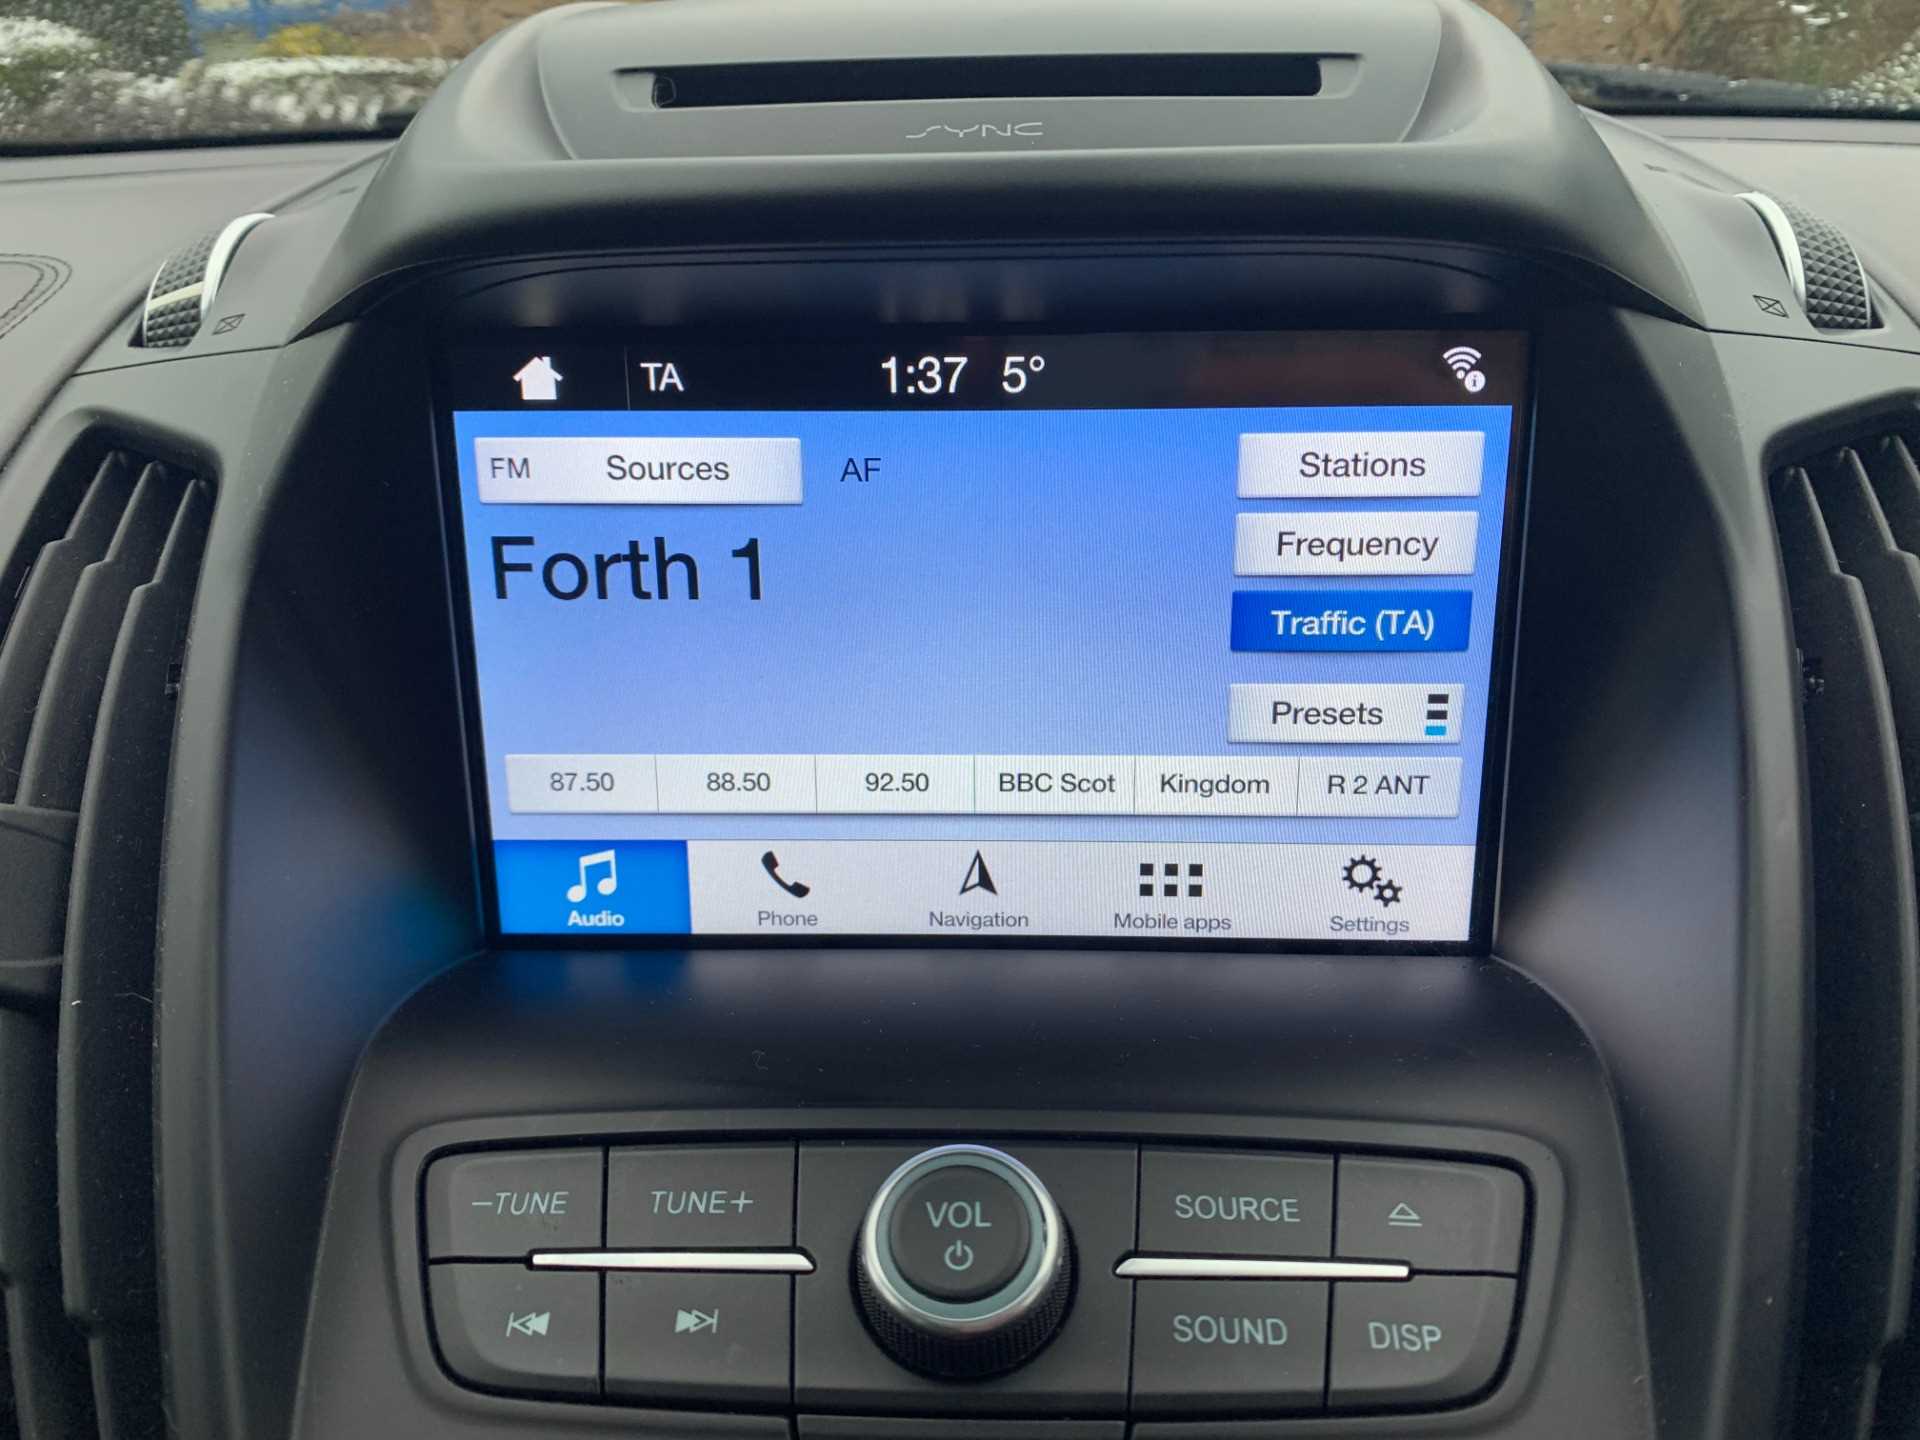 SYNC
TA 1:37 5°
FM Sources AF Stations
Forth 1 Frequency
Traffic (TA)
Presets
87.50 88.50 92.50 BBC Scot Kingdom R 2 ANT
Audio Phone Navigation Mobile apps Settings
−TUNE TUNE+ VOL SOURCE
SOUND DISP